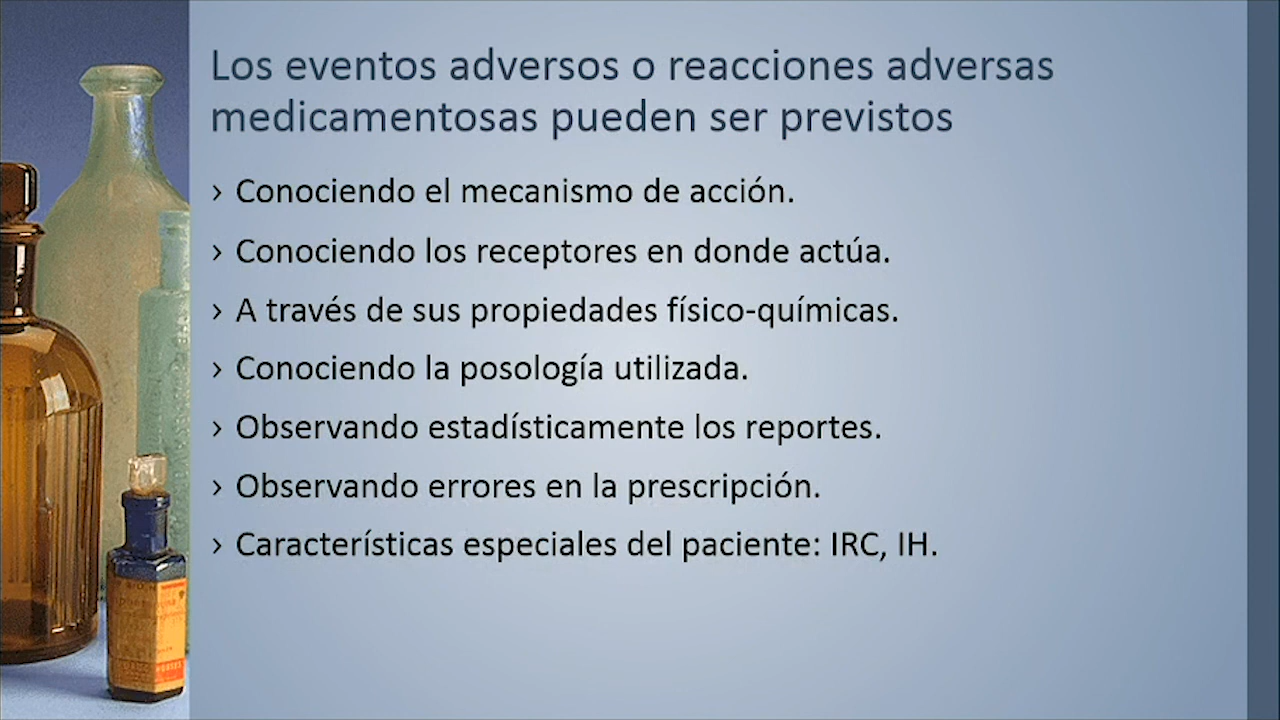 Los eventos adversos o reacciones adversas
medicamentosas pueden ser previstos
› Conociendo el mecanismo de acción.
› Conociendo los receptores en donde actúa.
› A través de sus propiedades físico-químicas.
› Conociendo la posología utilizada.
› Observando estadísticamente los reportes.
› Observando errores en la prescripción.
› Características especiales del paciente: IRC, IH.